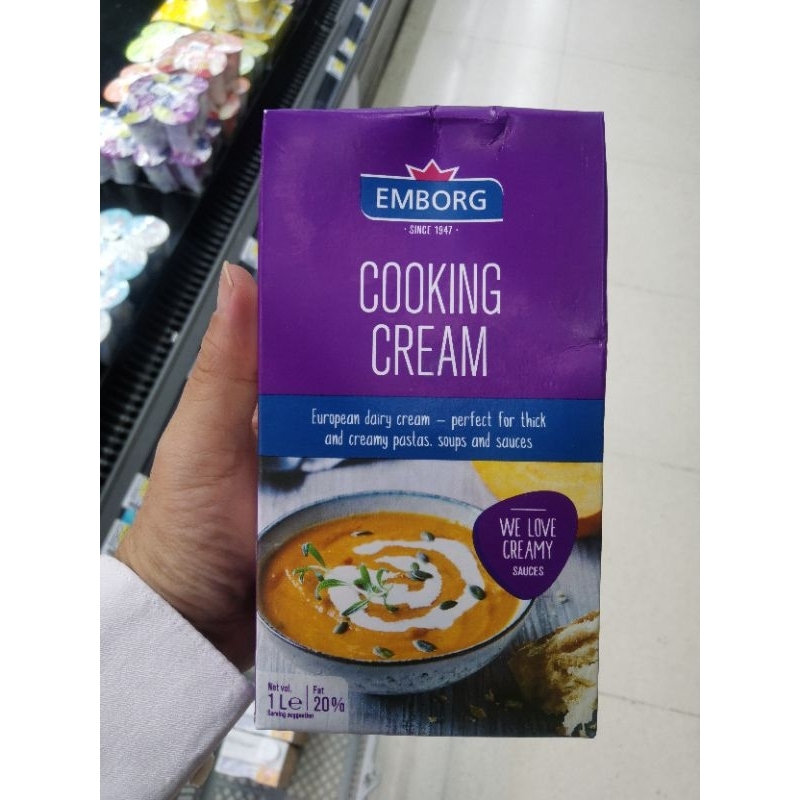 EMBORG
· SINCE 1947 ·
COOKING
CREAM
European dairy cream – perfect for thick
and creamy pastas, soups and sauces
WE LOVE
CREAMY
SAUCES
Net vol.
1 L e
Fat
20%
Serving suggestion